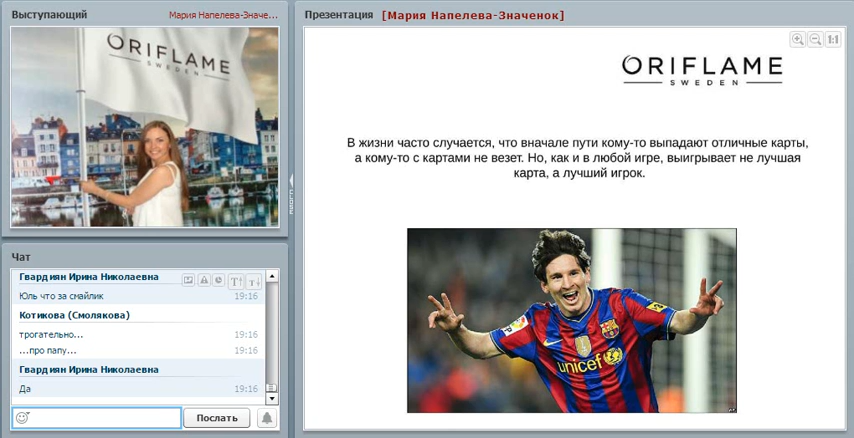 Выступающий
Мария Напелева-Значе...
ORIFLAME
SWEDEN
Чат
Гвардиян Ирина Николаевна
Юль что за смайлик 19:16
Котикова (Смолякова)
трогательно... 19:16
...про папу... 19:16
Гвардиян Ирина Николаевна
Да 19:16
Послать
Презентация [Мария Напелева-Значенок]
1:1
ORIFLAME
SWEDEN
В жизни часто случается, что вначале пути кому-то выпадают отличные карты,
а кому-то с картами не везет. Но, как и в любой игре, выигрывает не лучшая
карта, а лучший игрок.
unicef